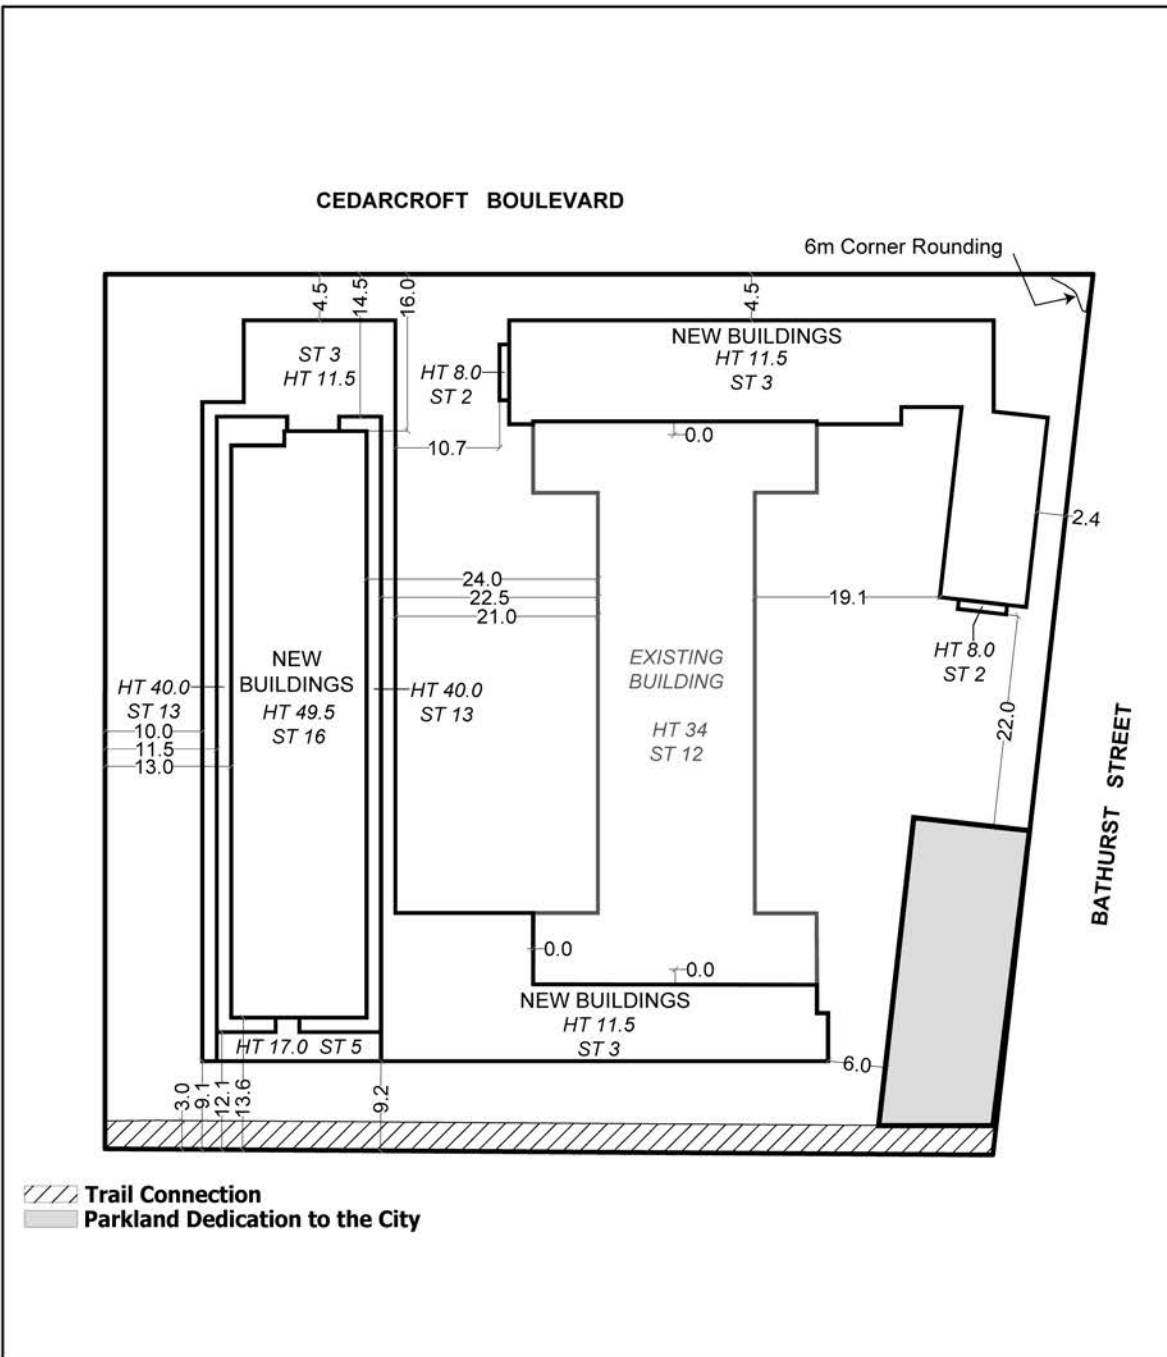 CEDARCROFT BOULEVARD
6m Corner Rounding
4.5
14.5
16.0
4.5
ST 3
HT 11.5
HT 8.0
ST 2
NEW BUILDINGS
HT 11.5
ST 3
10.7
0.0
2.4
24.0
22.5
21.0
19.1
NEW
BUILDINGS
HT 49.5
ST 16
HT 40.0
ST 13
HT 40.0
ST 13
10.0
11.5
13.0
EXISTING
BUILDING
HT 34
ST 12
HT 8.0
ST 2
22.0
BATHURST STREET
0.0
0.0
NEW BUILDINGS
HT 11.5
ST 3
HT 17.0 ST 5
6.0
3.0
9.1
12.1
13.6
9.2
Trail Connection
Parkland Dedication to the City